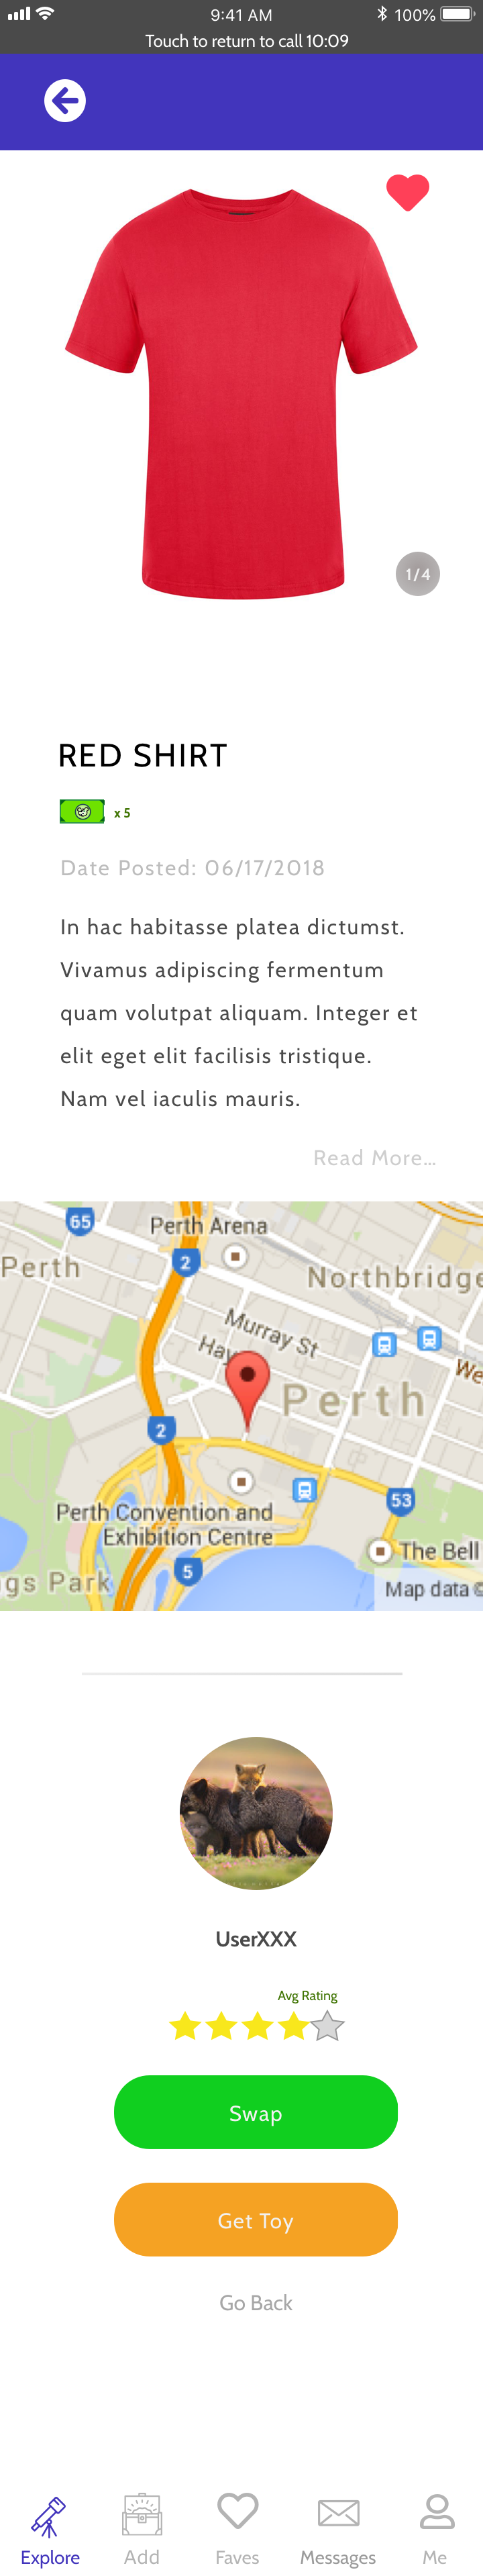 9:41 AM
100%
Touch to return to call 10:09
1/4
RED SHIRT
x 5
Date Posted: 06/17/2018
In hac habitasse platea dictumst.
Vivamus adipiscing fermentum
quam volutpat aliquam. Integer et
elit eget elit facilisis tristique.
Nam vel iaculis mauris.
Read More...
65
Perth Arena
Perth
2
Northbridge
Murray St
Hay
We
Perth
2
53
Perth Convention and
Exhibition Centre
The Bell
5
gs Park
Map data ©
UserXXX
Avg Rating
Swap
Get Toy
Go Back
Explore
Add
Faves
Messages
Me